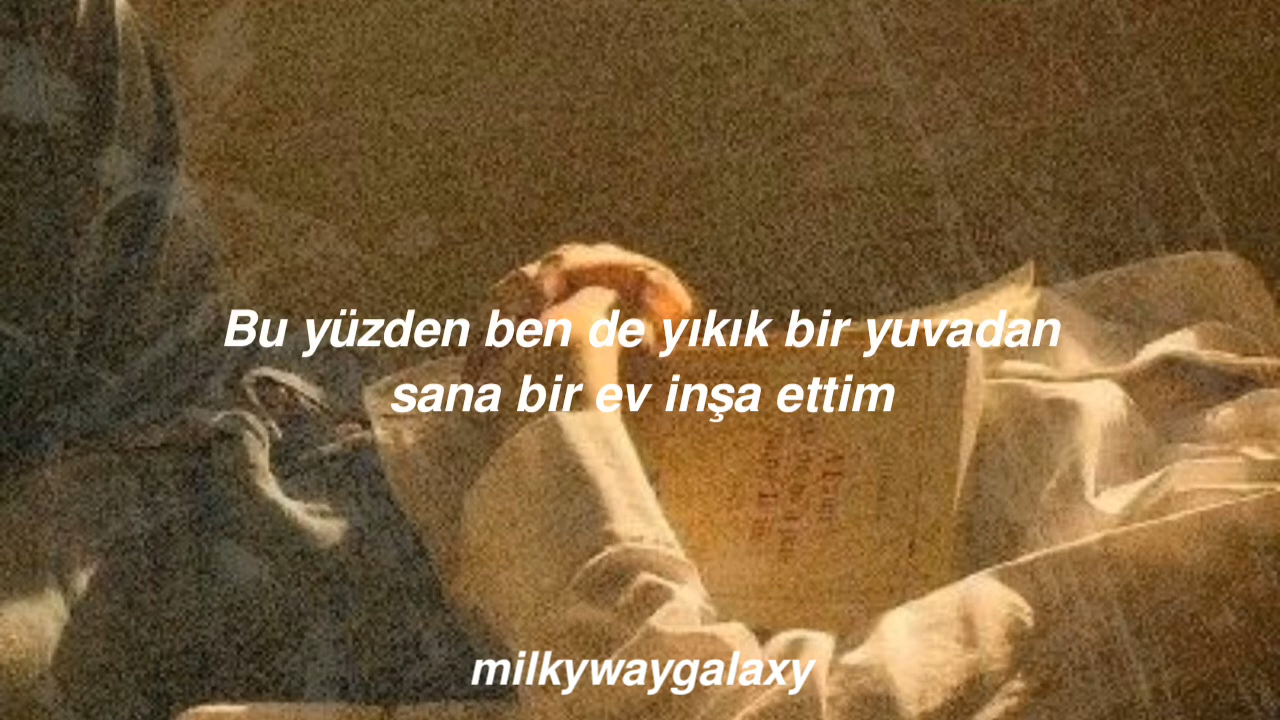 Bu yüzden ben de yıkık bir yuvadan
sana bir ev inşa ettim
milkywaygalaxy